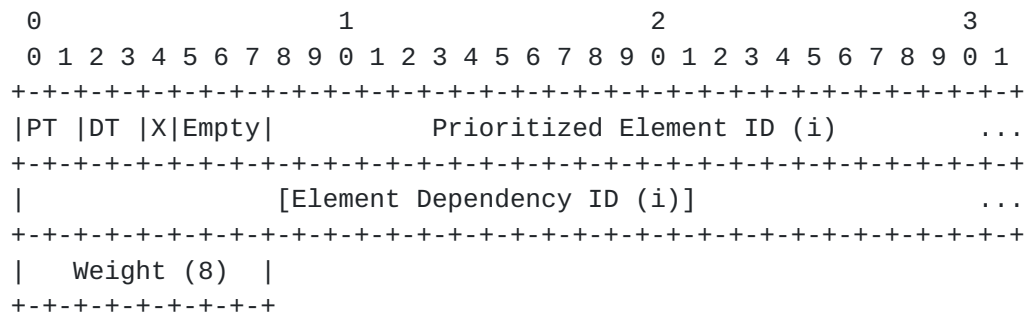 0                   1                   2                   3
 0 1 2 3 4 5 6 7 8 9 0 1 2 3 4 5 6 7 8 9 0 1 2 3 4 5 6 7 8 9 0 1
+-+-+-+-+-+-+-+-+-+-+-+-+-+-+-+-+-+-+-+-+-+-+-+-+-+-+-+-+-+-+-+-+
|PT |DT |X|Empty|          Prioritized Element ID (i)         ...
+-+-+-+-+-+-+-+-+-+-+-+-+-+-+-+-+-+-+-+-+-+-+-+-+-+-+-+-+-+-+-+-+
|                [Element Dependency ID (i)]                  ...
+-+-+-+-+-+-+-+-+-+-+-+-+-+-+-+-+-+-+-+-+-+-+-+-+-+-+-+-+-+-+-+-+
|   Weight (8)  |
+-+-+-+-+-+-+-+-+